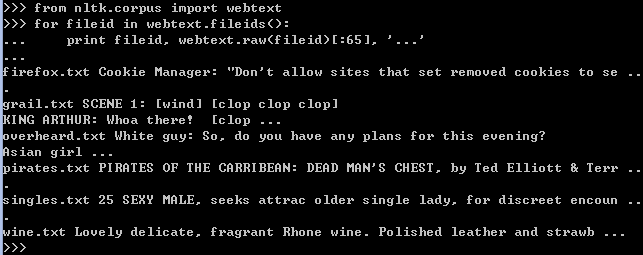 >>> from nltk.corpus import webtext
>>> for fileid in webtext.fileids():
...     print fileid, webtext.raw(fileid)[:65], '...'
...
firefox.txt Cookie Manager: "Don't allow sites that set removed cookies to se ..
.
grail.txt SCENE 1: [wind] [clop clop clop]
KING ARTHUR: Whoa there!  [clop ...
overheard.txt White guy: So, do you have any plans for this evening?
Asian girl ...
pirates.txt PIRATES OF THE CARRIBEAN: DEAD MAN'S CHEST, by Ted Elliott & Terr ..
.
singles.txt 25 SEXY MALE, seeks attrac older single lady, for discreet encoun ..
.
wine.txt Lovely delicate, fragrant Rhone wine. Polished leather and strawb ...
>>>